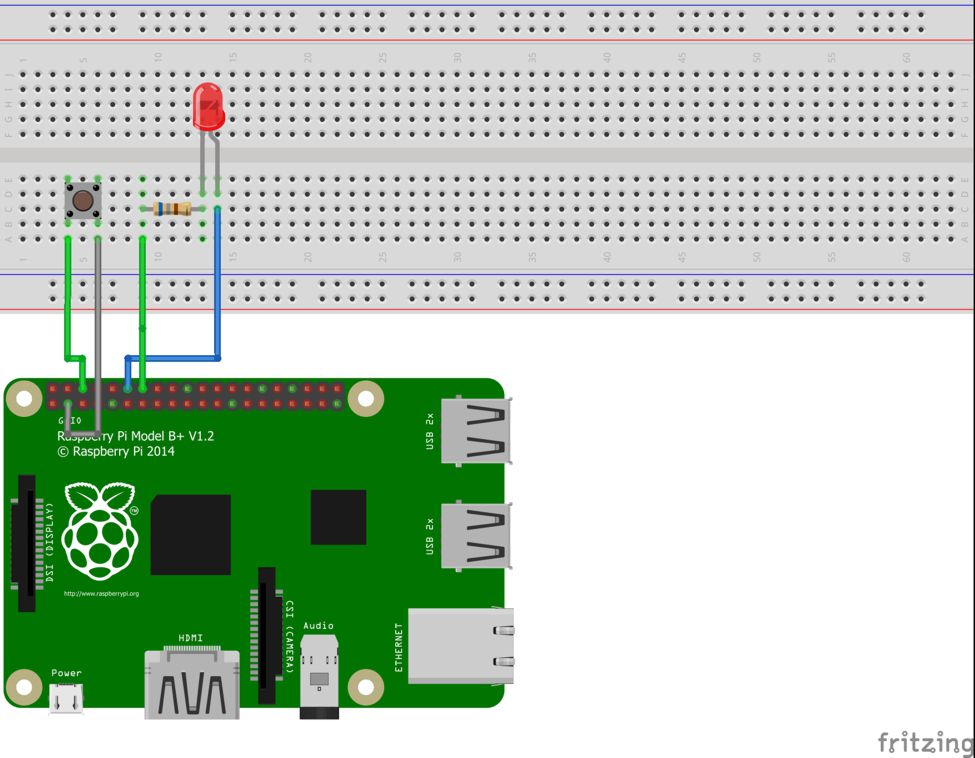 1 5 10 15 20 25 30 35 40 45 50 55 60
J J
I I
H H
G G
F F
E E
D D
C C
B B
A A
1 5 10 15 20 25 30 35 40 45 50 55 60
GPIO
Raspberry Pi Model B+ V1.2
© Raspberry Pi 2014
USB 2x
DSI (DISPLAY)
TM
USB 2x
http://www.raspberrypi.org
CSI (CAMERA)
Audio
HDMI
ETHERNET
Power
fritzing